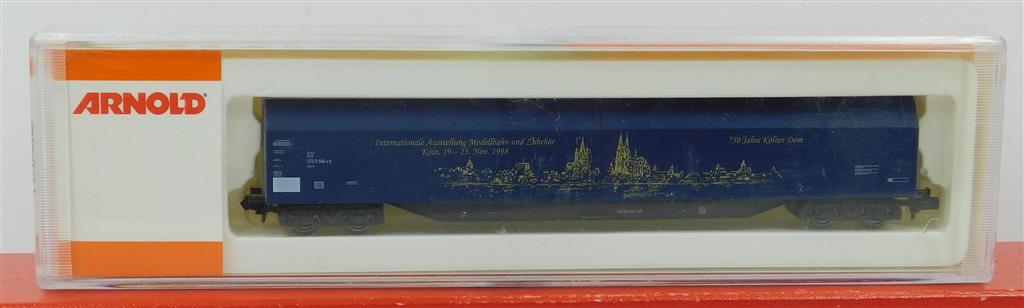 ARNOLD®
Internationale Ausstellung Modellbahn und Zubehör
Köln, 19. – 23. Nov. 1998
750 Jahre Kölner Dom